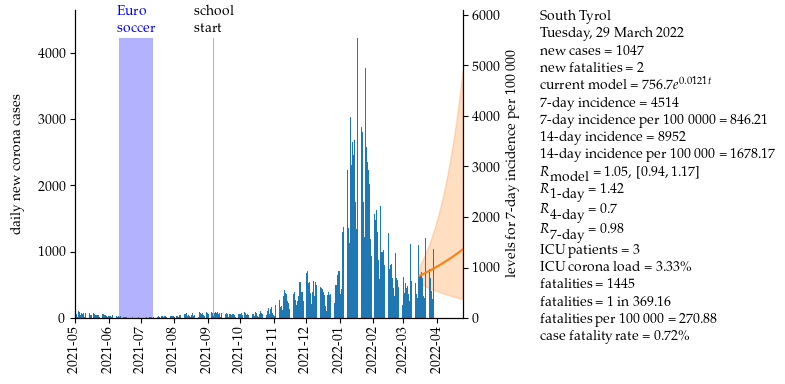 Euro
soccer
school
start
daily new corona cases
4000
3000
2000
1000
0
6000
5000
4000
3000
2000
1000
0
levels for 7-day incidence per 100 000
2021-05
2021-06
2021-07
2021-08
2021-09
2021-10
2021-11
2021-12
2022-01
2022-02
2022-03
2022-04
South Tyrol
Tuesday, 29 March 2022
new cases = 1047
new fatalities = 2
current model = 756.7e^0.0121t
7-day incidence = 4514
7-day incidence per 100 0000 = 846.21
14-day incidence = 8952
14-day incidence per 100 000 = 1678.17
R_model = 1.05, [0.94, 1.17]
R_1-day = 1.42
R_4-day = 0.7
R_7-day = 0.98
ICU patients = 3
ICU corona load = 3.33%
fatalities = 1445
fatalities = 1 in 369.16
fatalities per 100 000 = 270.88
case fatality rate = 0.72%